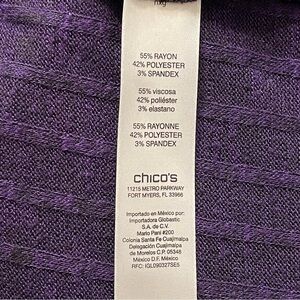 55% RAYON
42% POLYESTER
3% SPANDEX
55% viscosa
42% poliéster
3% elastano
55% RAYONNE
42% POLYESTER
3% SPANDEX
chico's
11215 METRO PARKWAY
FORT MYERS, FL 33966
Importado en México por:
Importadora Globastic
S.A. de C.V.
Mario Pani #200
Colonia Santa Fe Cuajimalpa
Delegación Cuajimalpa
de Morelos C.P. 05348
México D.F. México
RFC: IGL090327SE5